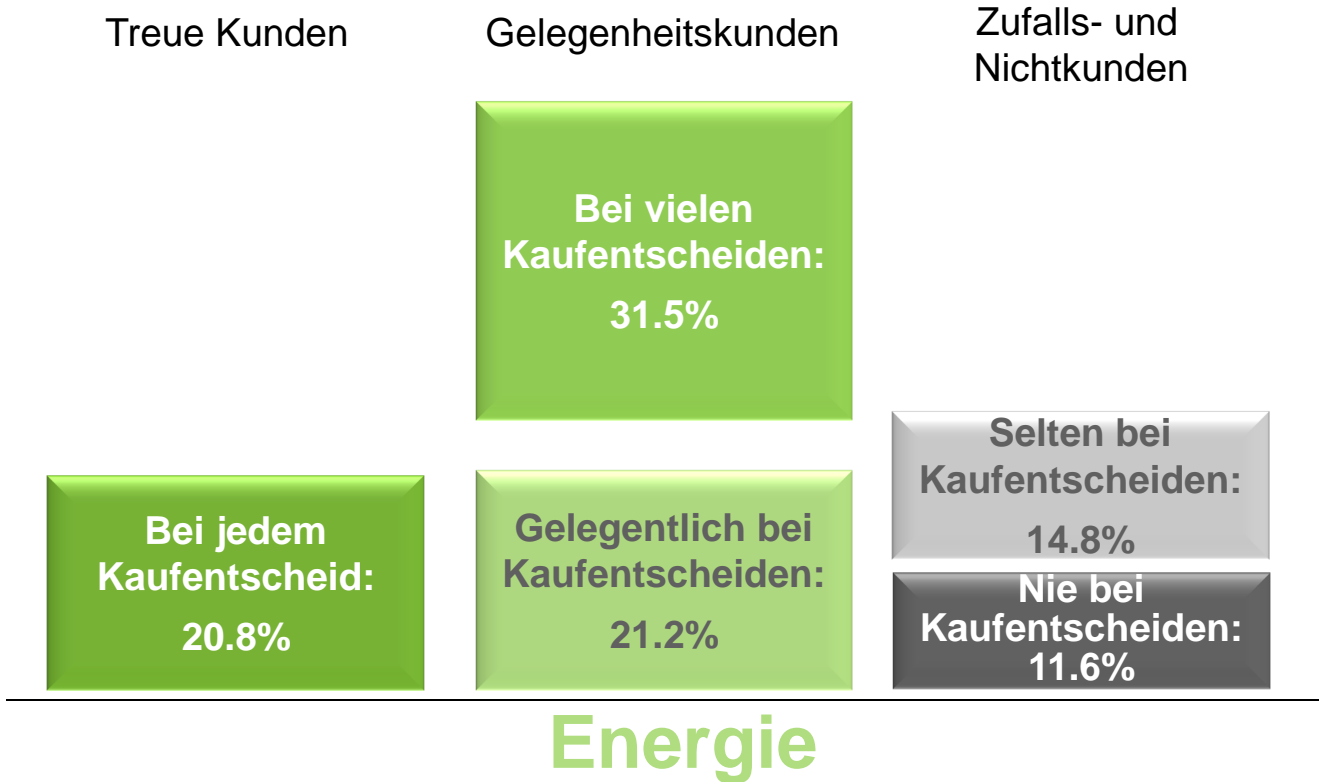 Treue Kunden
Gelegenheitskunden
Zufalls- und
Nichtkunden
Bei vielen
Kaufentscheiden:
31.5%
Bei jedem
Kaufentscheid:
20.8%
Gelegentlich bei
Kaufentscheiden:
21.2%
Selten bei
Kaufentscheiden:
14.8%
Nie bei
Kaufentscheiden:
11.6%
Energie